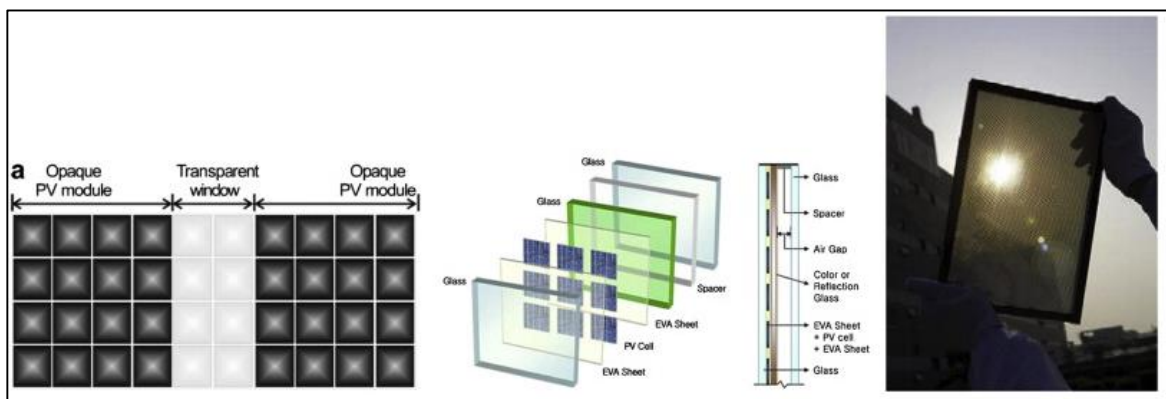 a
Opaque
PV module
Transparent
window
Opaque
PV module
Glass
Glass
Glass
Spacer
EVA Sheet
PV Cell
EVA Sheet
Glass
Spacer
Air Gap
Color or
Reflection
Glass
EVA Sheet
+ PV cell
+ EVA Sheet
Glass